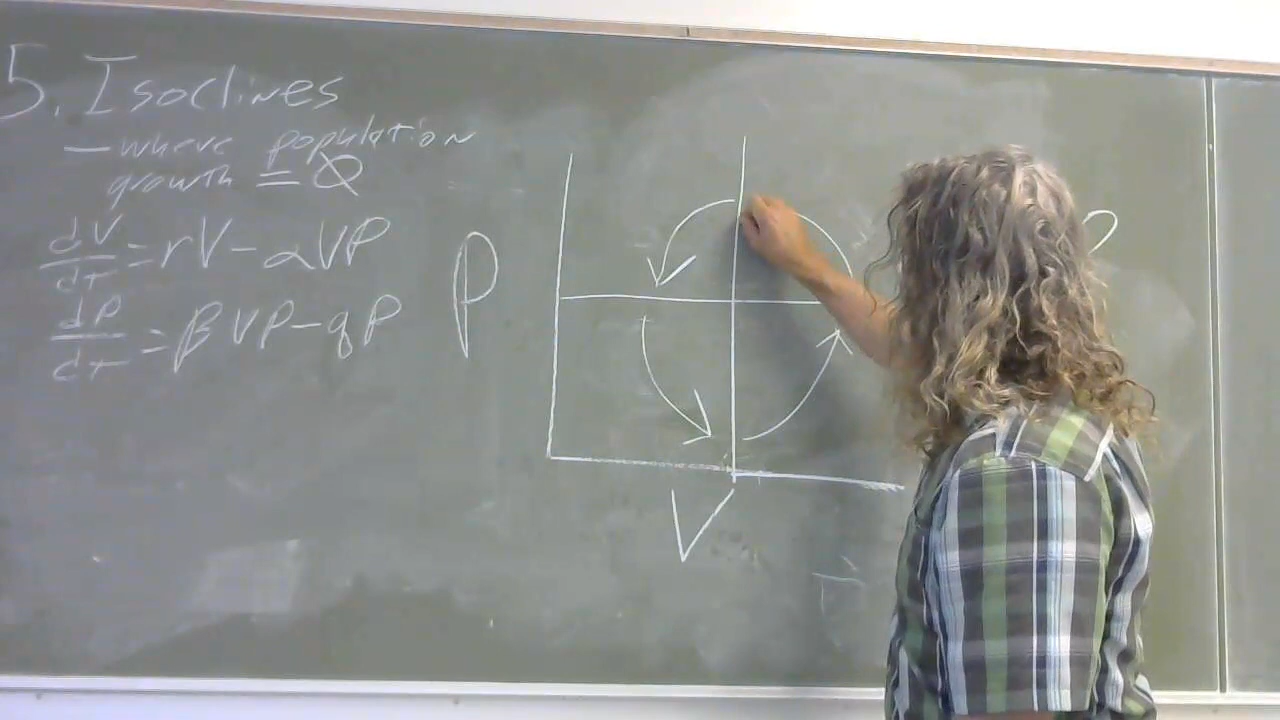 5. Isoclines
— where population
growth = 0
dV/dt = rV - αVP
dP/dt = βVP - qP
P
V